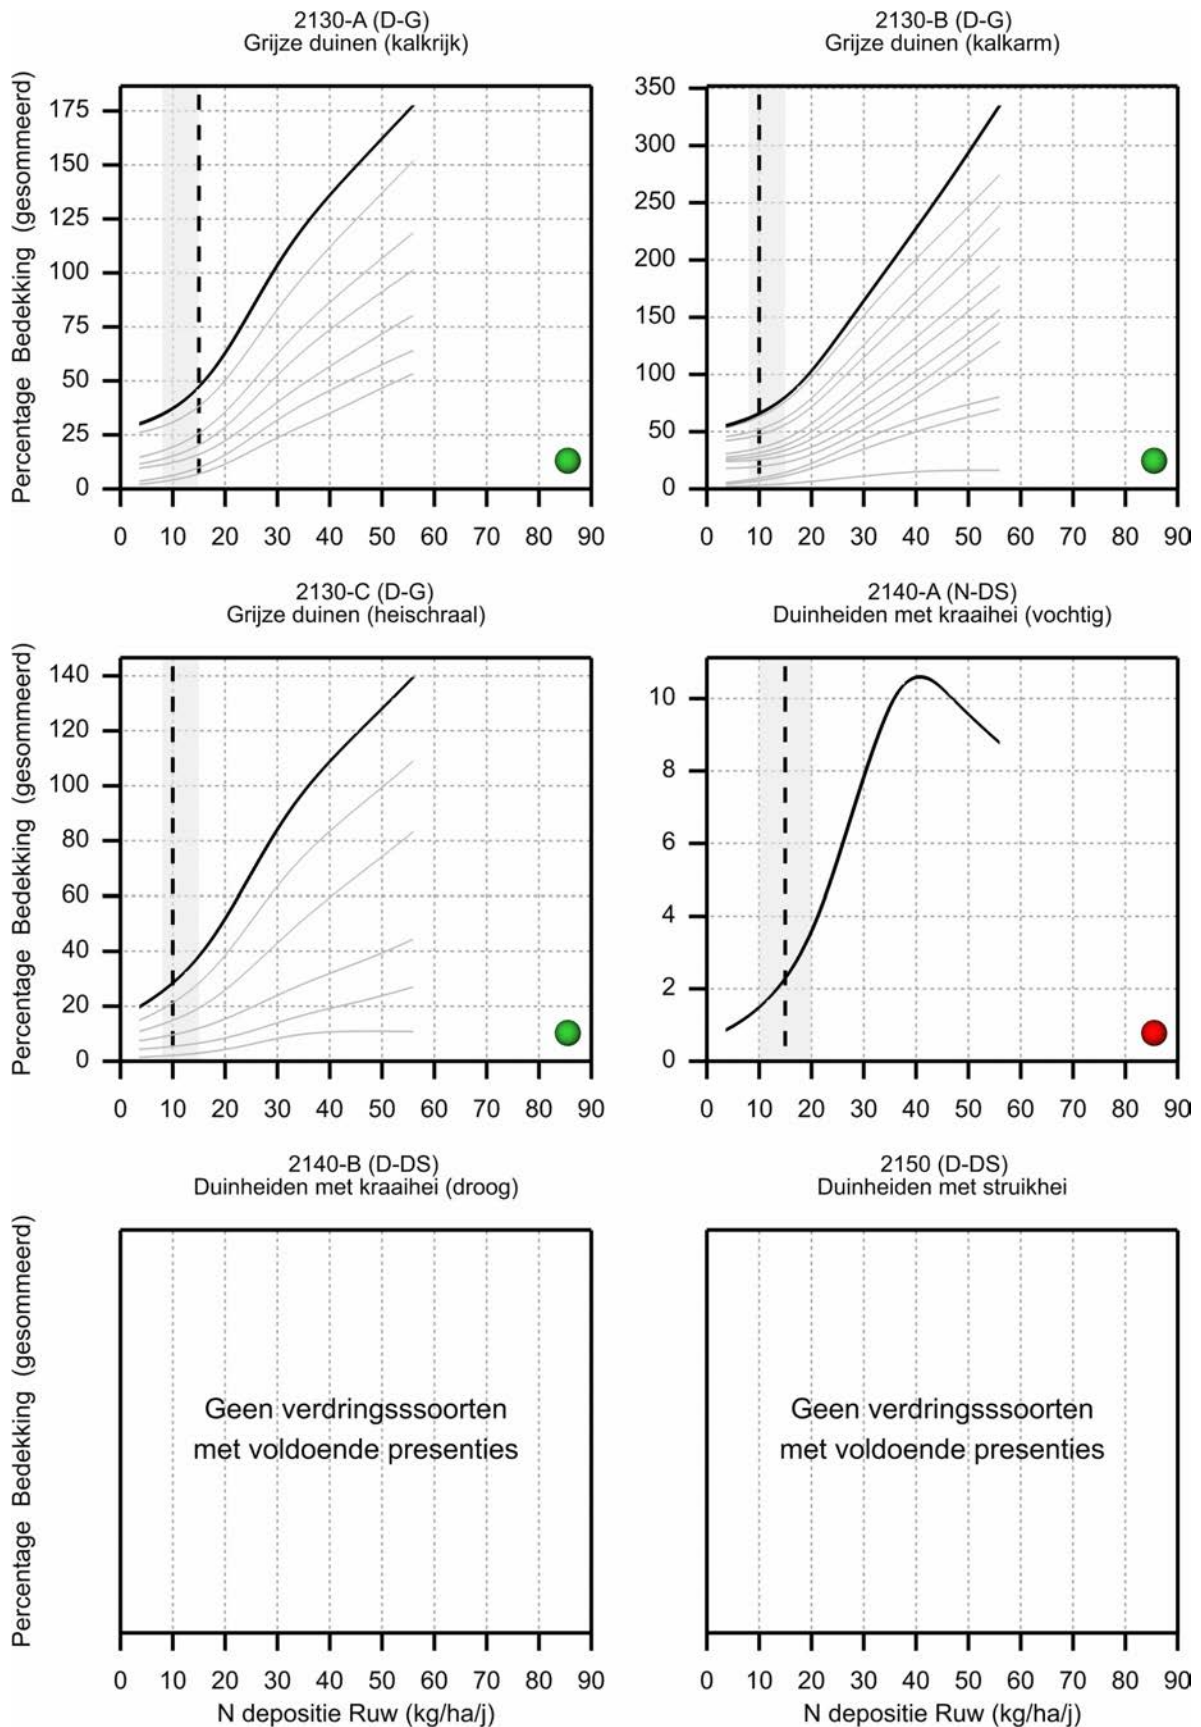 2130-A (D-G)
Grijze duinen (kalkrijk)
Percentage Bedekking (gesommeerd)
175
150
125
100
75
50
25
0
0 10 20 30 40 50 60 70 80 90
2130-B (D-G)
Grijze duinen (kalkarm)
350
300
250
200
150
100
50
0
0 10 20 30 40 50 60 70 80 90
2130-C (D-G)
Grijze duinen (heischraal)
Percentage Bedekking (gesommeerd)
140
120
100
80
60
40
20
0
0 10 20 30 40 50 60 70 80 90
2140-A (N-DS)
Duinheiden met kraaihei (vochtig)
10
8
6
4
2
0
0 10 20 30 40 50 60 70 80 90
2140-B (D-DS)
Duinheiden met kraaihei (droog)
Percentage Bedekking (gesommeerd)
Geen verdringsssoorten
met voldoende presenties
0 10 20 30 40 50 60 70 80 90
N depositie Ruw (kg/ha/j)
2150 (D-DS)
Duinheiden met struikhei
Geen verdringsssoorten
met voldoende presenties
0 10 20 30 40 50 60 70 80 90
N depositie Ruw (kg/ha/j)